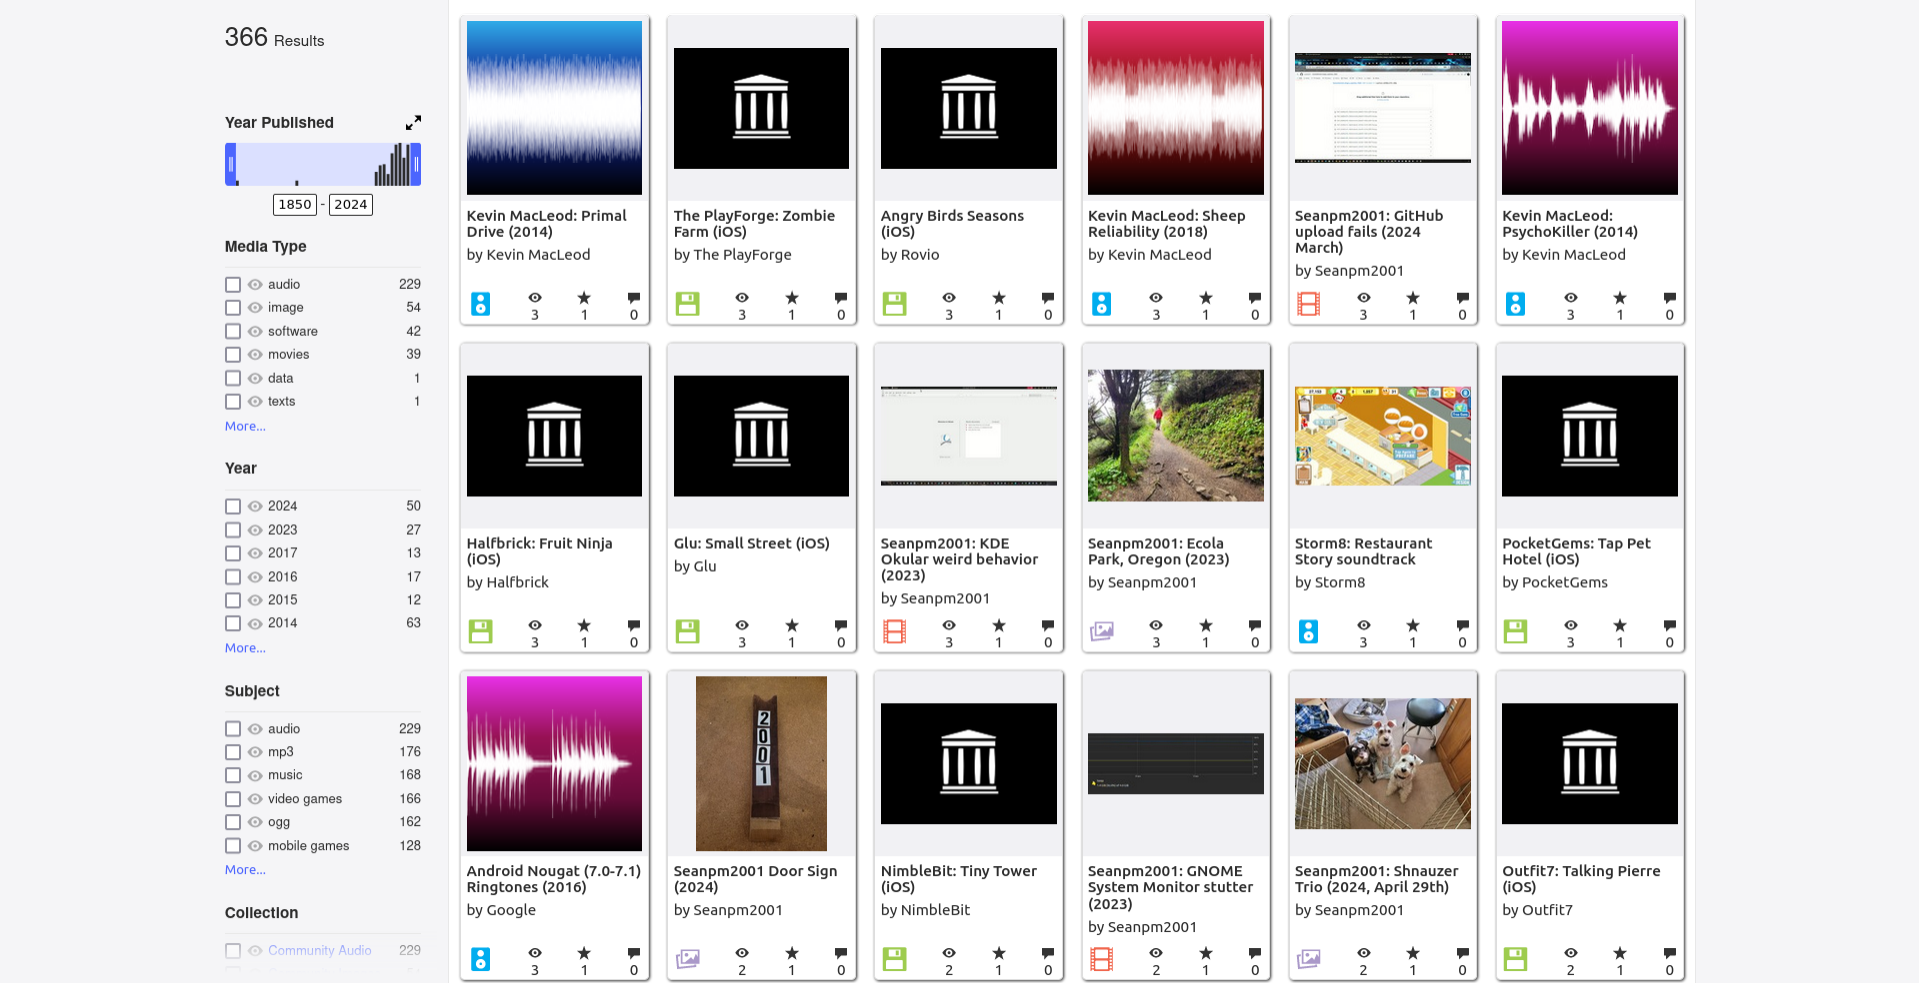 366 Results
Year Published
1850 - 2024
Media Type
audio 229
image 54
software 42
movies 39
data 1
texts 1
More...
Year
2024 50
2023 27
2017 13
2016 17
2015 12
2014 63
More...
Subject
audio 229
mp3 176
music 168
video games 166
ogg 162
mobile games 128
More...
Collection
Community Audio 229
Kevin MacLeod: Primal
Drive (2014)
by Kevin MacLeod
3 1 0
The PlayForge: Zombie
Farm (iOS)
by The PlayForge
3 1 0
Angry Birds Seasons
(iOS)
by Rovio
3 1 0
Kevin MacLeod: Sheep
Reliability (2018)
by Kevin MacLeod
3 1 0
Seanpm2001: GitHub
upload fails (2024
March)
by Seanpm2001
3 1 0
Kevin MacLeod:
PsychoKiller (2014)
by Kevin MacLeod
3 1 0
Halfbrick: Fruit Ninja
(iOS)
by Halfbrick
3 1 0
Glu: Small Street (iOS)
by Glu
3 1 0
Seanpm2001: KDE
Okular weird behavior
(2023)
by Seanpm2001
3 1 0
Seanpm2001: Ecola
Park, Oregon (2023)
by Seanpm2001
3 1 0
Storm8: Restaurant
Story soundtrack
by Storm8
3 1 0
PocketGems: Tap Pet
Hotel (iOS)
by PocketGems
3 1 0
Android Nougat (7.0-7.1)
Ringtones (2016)
by Google
3 1 0
2001
Seanpm2001 Door Sign
(2024)
by Seanpm2001
2 1 0
NimbleBit: Tiny Tower
(iOS)
by NimbleBit
2 1 0
Seanpm2001: GNOME
System Monitor stutter
(2023)
by Seanpm2001
2 1 0
Seanpm2001: Shnauzer
Trio (2024, April 29th)
by Seanpm2001
2 1 0
Outfit7: Talking Pierre
(iOS)
by Outfit7
2 1 0